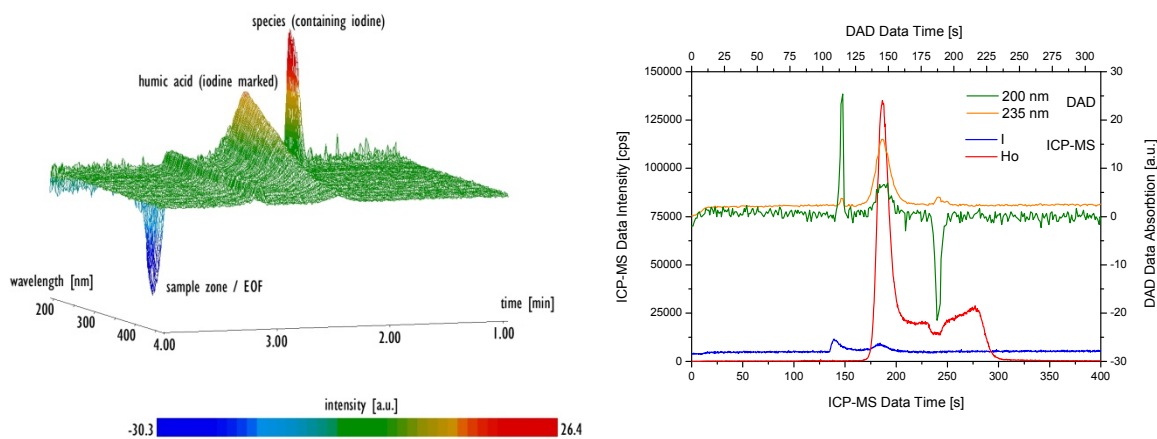 species (containing iodine)
humic acid (iodine marked)
sample zone / EOF
wavelength [nm]
200
300
400
time [min]
4.00
3.00
2.00
1.00
intensity [a.u.]
-30.3
26.4
DAD Data Time [s]
0 25 50 75 100 125 150 175 200 225 250 275 300
150000
125000
100000
75000
50000
25000
0
ICP-MS Data Intensity [cps]
200 nm DAD
235 nm
I ICP-MS
Ho
30
20
10
0
-10
-20
-30
DAD Data Absorbtion [a.u.]
0 50 100 150 200 250 300 350 400
ICP-MS Data Time [s]